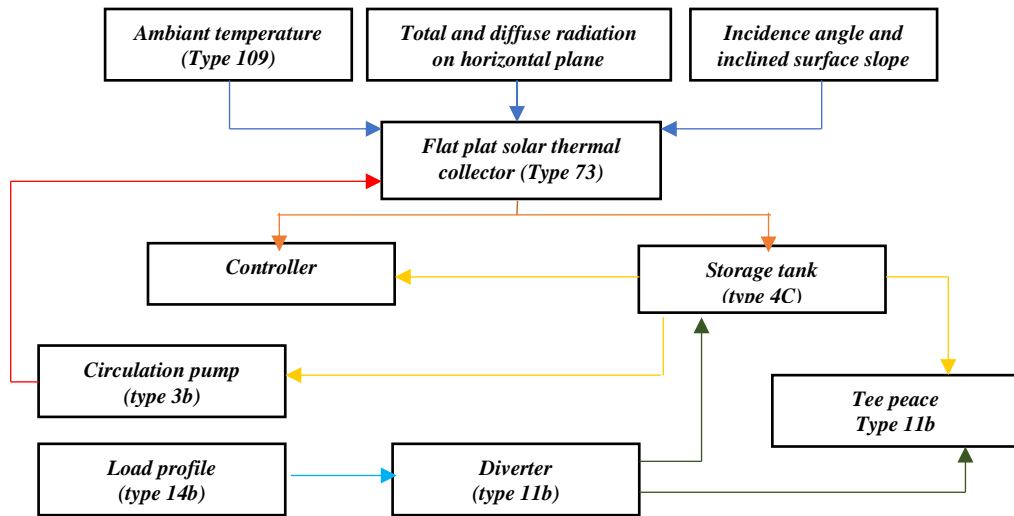 Ambiant temperature
(Type 109)
Total and diffuse radiation
on horizontal plane
Incidence angle and
inclined surface slope
Flat plat solar thermal
collector (Type 73)
Controller
Storage tank
(type 4C)
Circulation pump
(type 3b)
Tee peace
Type 11b
Load profile
(type 14b)
Diverter
(type 11b)